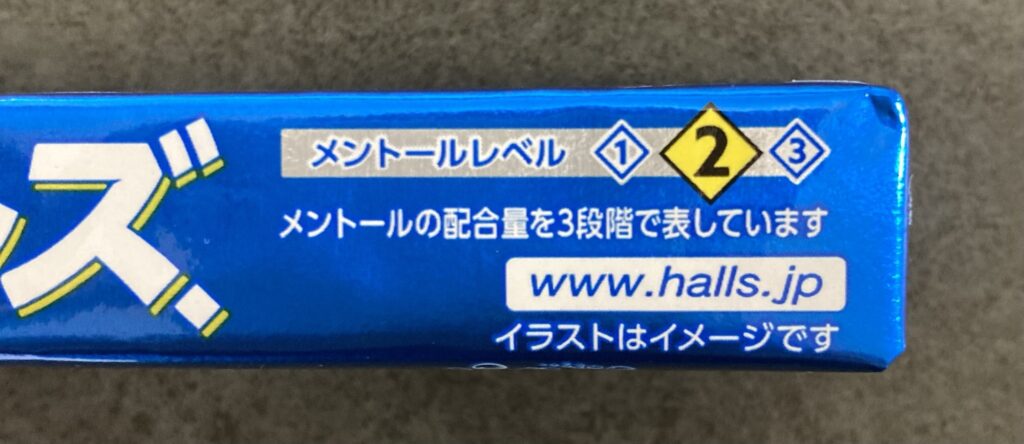 ズ
メントールレベル 1 2 3
メントールの配合量を3段階で表しています
www.halls.jp
イラストはイメージです